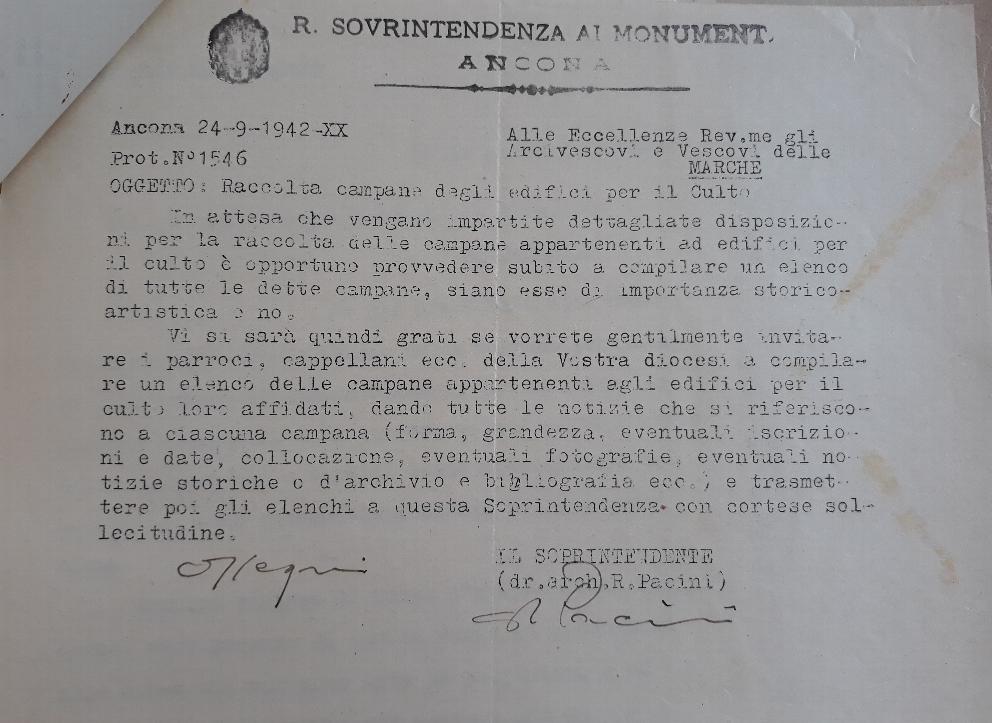 R. SOVRINTENDENZA AI MONUMENT.
ANCONA
Ancona 24-9-1942-XX
Prot.N°1546
Alle Eccellenze Rev.me gli
Arcivescovi e Vescovi delle
MARCHE
OGGETTO: Raccolta campane degli edifici per il Culto
In attesa che vengano impartite dettagliate disposizio-
ni per la raccolta delle campane appartenenti ad edifici per
il culto è opportuno provvedere subito a compilare un elenco
di tutte le dette campane, siano esse di importanza storico-
artistica o no.
Vi si sarà quindi grati se vorrete gentilmente invita-
re i parroci, cappellani ecc. della Vostra diocesi a compila-
re un elenco delle campane appartenenti agli edifici per il
culto loro affidati, dando tutte le notizie che si riferisco-
no a ciascuna campana (forma, grandezza, eventuali iscrizio-
ni e date, collocazione, eventuali fotografie, eventuali no-
tizie storiche o d'archivio e bibliografia ecc.) e trasmet-
tere poi gli elenchi a questa Soprintendenza con cortese sol-
lecitudine.
IL SOPRINTENDENTE
(dr.arch.R.Pacini)
R Pacini